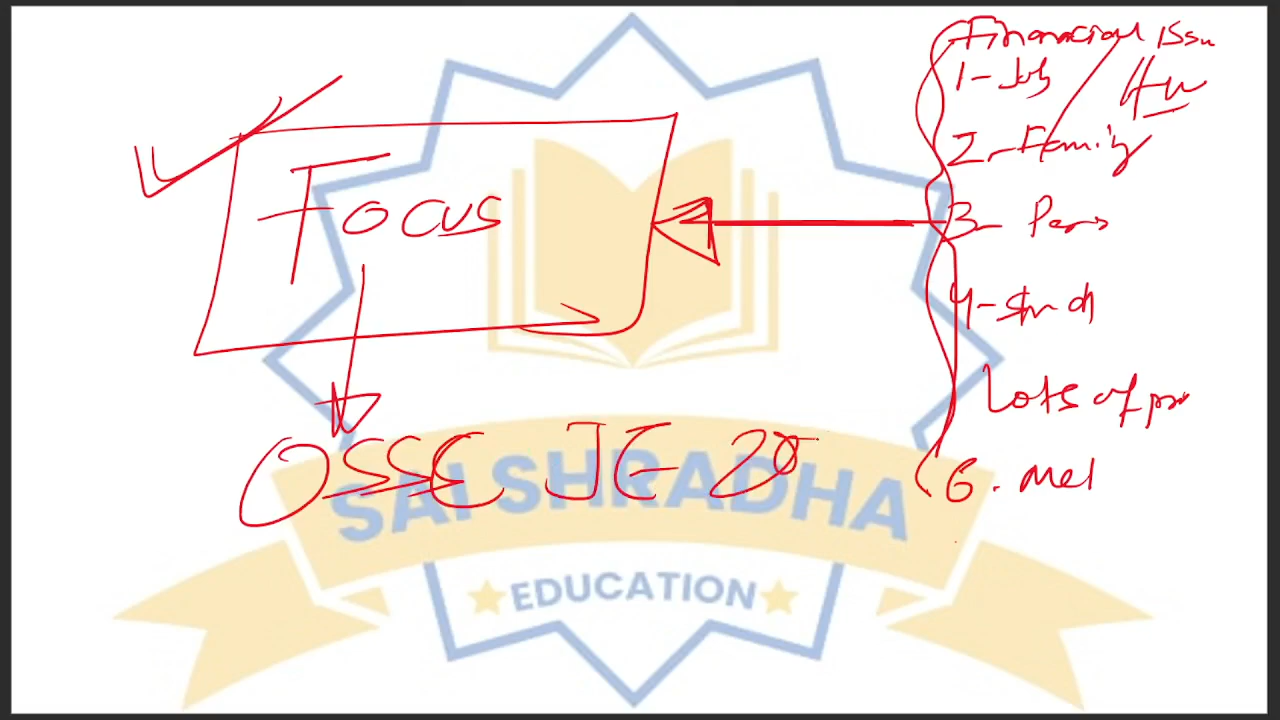 Financial issu
1-Job
2-Family
3- Pers
4-stud
Lots of pr
6. Mel
FOCUS
OSSC JE-20
SAI SHRADHA
EDUCATION